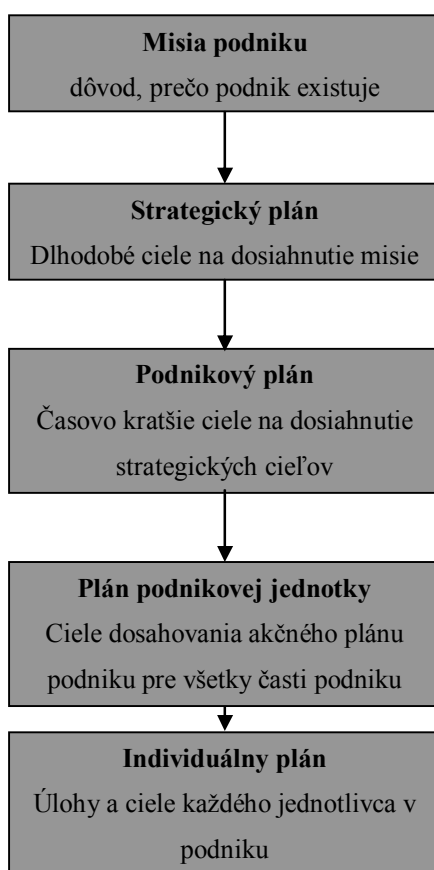 Misia podniku
dôvod, prečo podnik existuje
Strategický plán
Dlhodobé ciele na dosiahnutie misie
Podnikový plán
Časovo kratšie ciele na dosiahnutie
strategických cieľov
Plán podnikovej jednotky
Ciele dosahovania akčného plánu
podniku pre všetky časti podniku
Individuálny plán
Úlohy a ciele každého jednotlivca v
podniku